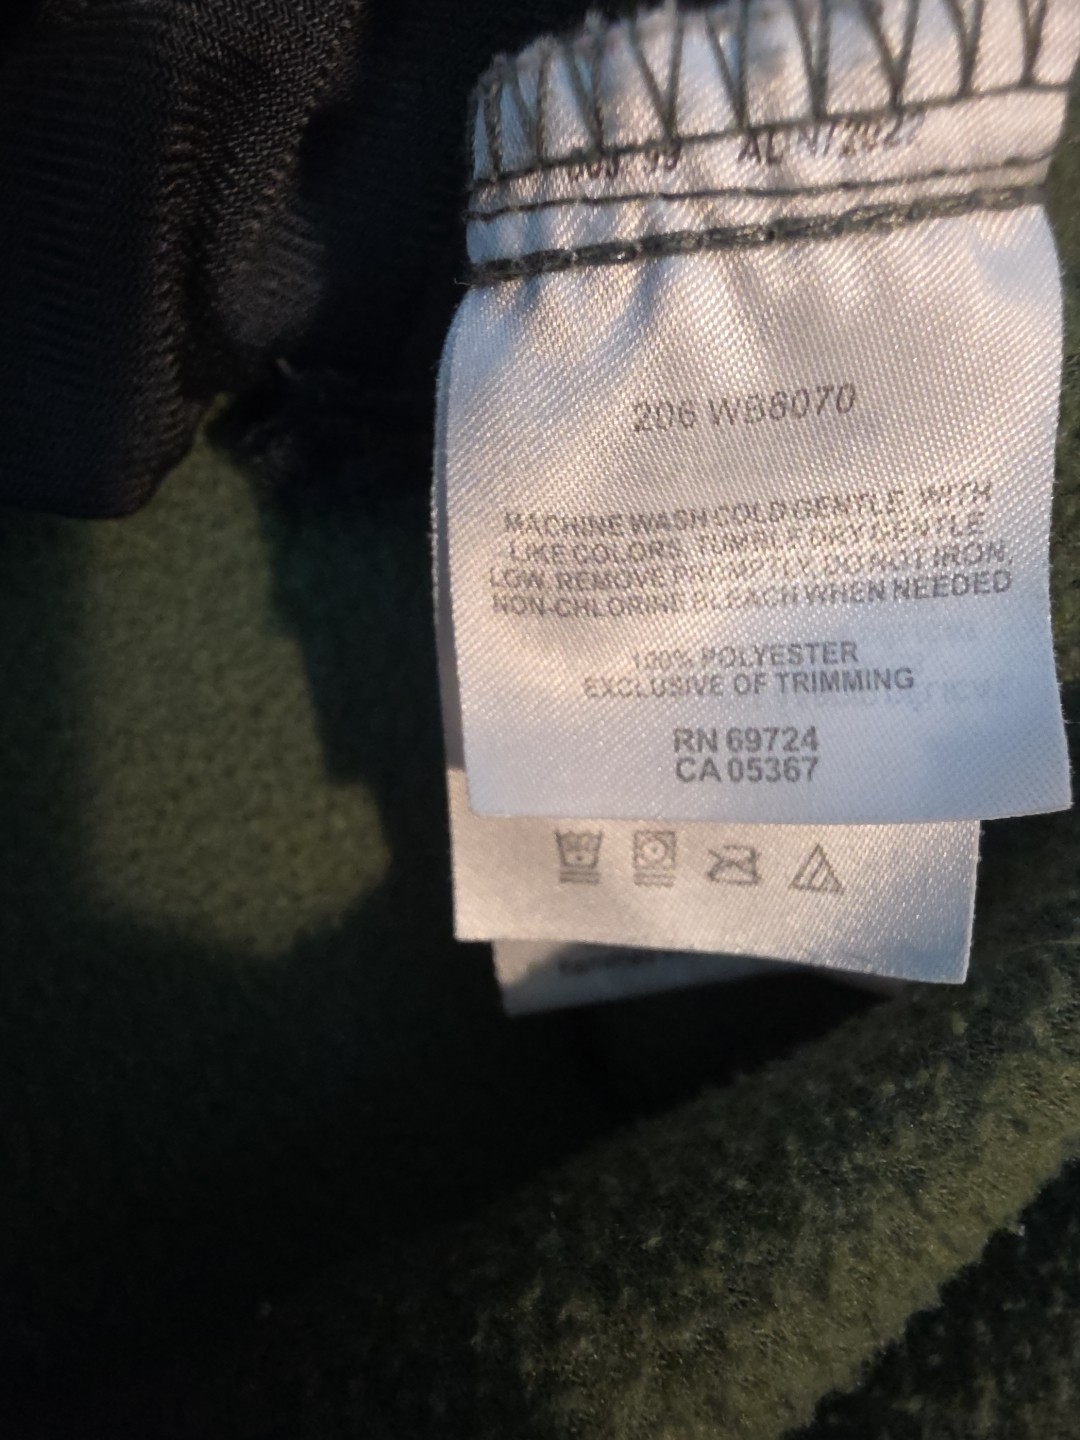 206 WB6070
MACHINE WASH COLD GENTLE, WITH
LIKE COLORS, TUMBLE DRY GENTLE
LOW, REMOVE PROMPTLY, DO NOT IRON,
NON-CHLORINE BLEACH WHEN NEEDED
100% POLYESTER
EXCLUSIVE OF TRIMMING
RN 69724
CA 05367